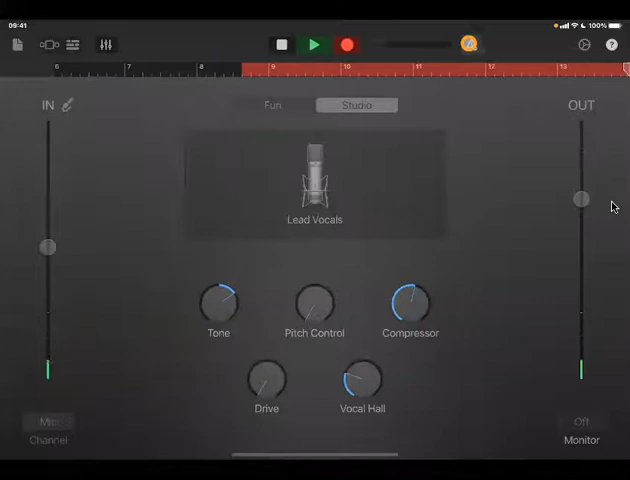 09:41
100%
?
6 7 8 9 10 11 12 13
IN OUT
Fun Studio
Lead Vocals
Tone Pitch Control Compressor
Drive Vocal Hall
Off
Channel Monitor